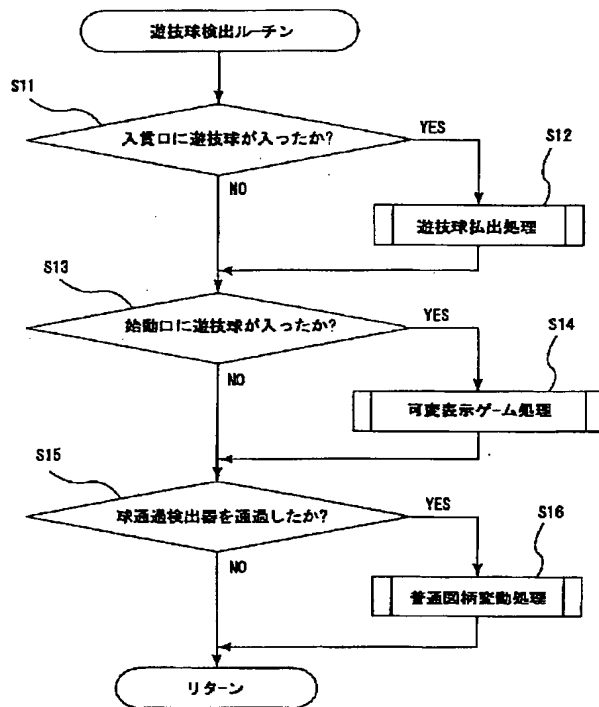 遊技球検出ルーチン
S11
入賞口に遊技球が入ったか?
YES
S12
NO
遊技球払出処理
S13
始動口に遊技球が入ったか?
YES
S14
NO
可変表示ゲーム処理
S15
球通過検出器を通過したか?
YES
S16
NO
普通図柄変動処理
リターン